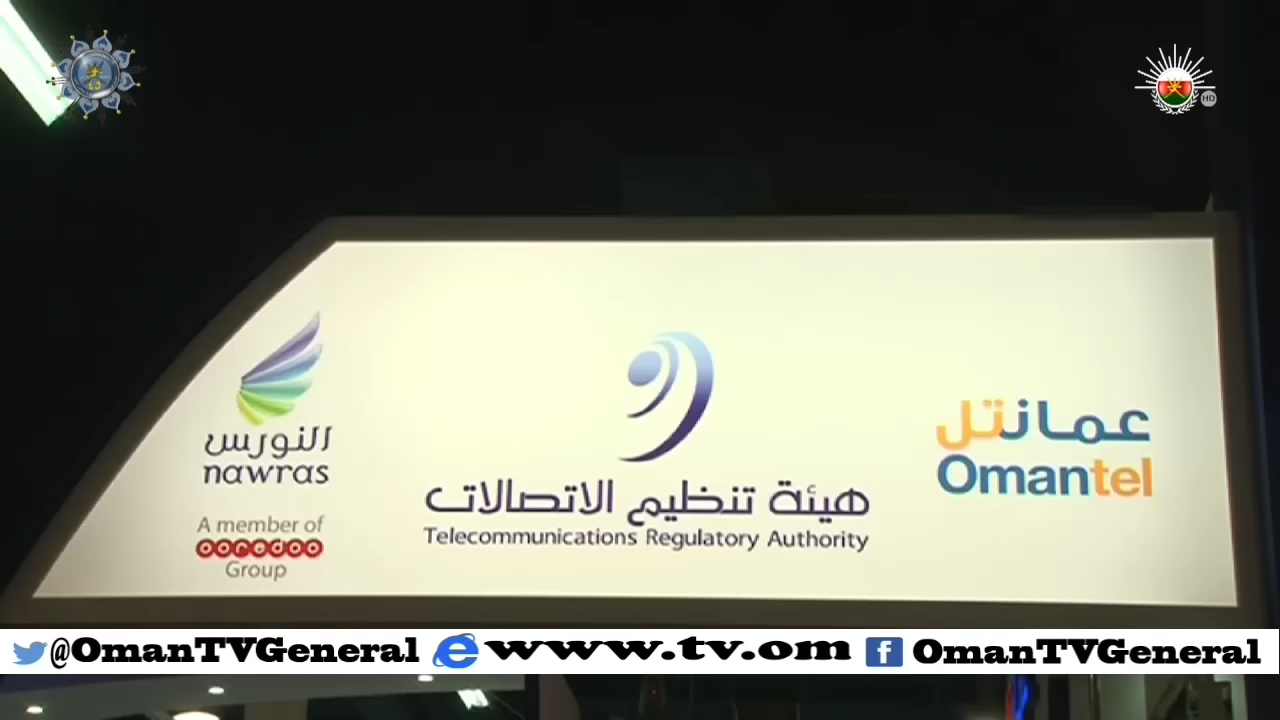 HD
النورس
nawras
A member of
ooredoo
Group
هيئة تنظيم الاتصالات
Telecommunications Regulatory Authority
عمانتل
Omantel
@OmanTVGeneral
www.tv.om
OmanTVGeneral